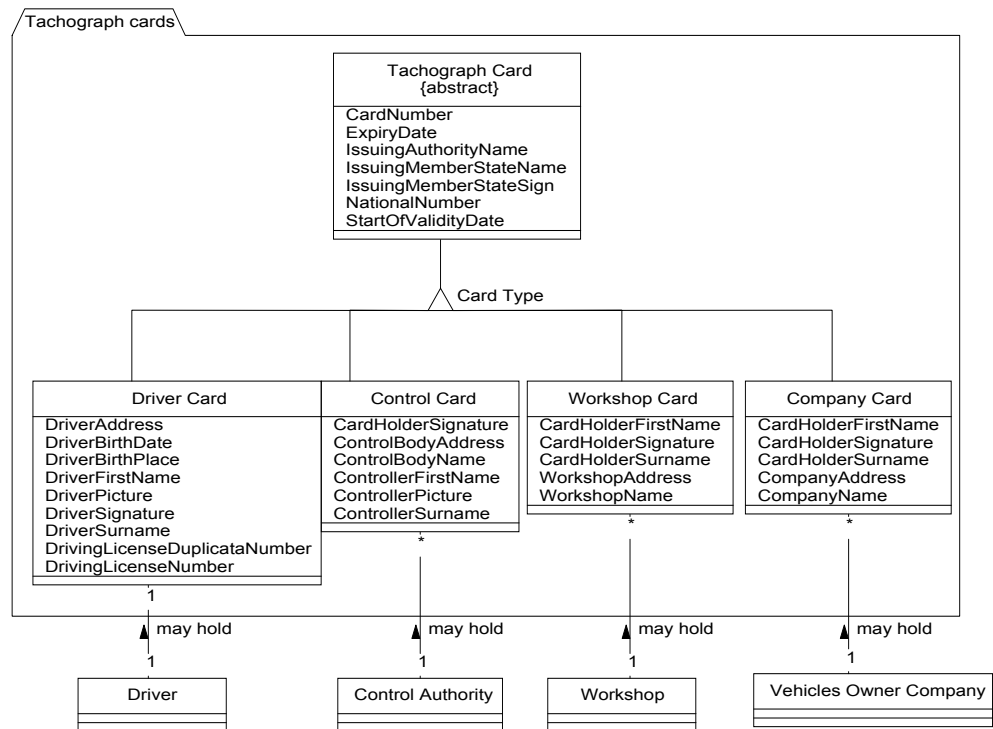 Tachograph cards
Tachograph Card
{abstract}
CardNumber
ExpiryDate
IssuingAuthorityName
IssuingMemberStateName
IssuingMemberStateSign
NationalNumber
StartOfValidityDate
Card Type
Driver Card
DriverAddress
DriverBirthDate
DriverBirthPlace
DriverFirstName
DriverPicture
DriverSignature
DriverSurname
DrivingLicenseDuplicataNumber
DrivingLicenseNumber
Control Card
CardHolderSignature
ControlBodyAddress
ControlBodyName
ControllerFirstName
ControllerPicture
ControllerSurname
Workshop Card
CardHolderFirstName
CardHolderSignature
CardHolderSurname
WorkshopAddress
WorkshopName
Company Card
CardHolderFirstName
CardHolderSignature
CardHolderSurname
CompanyAddress
CompanyName
1
*
*
*
may hold
may hold
may hold
may hold
1
1
1
1
Driver
Control Authority
Workshop
Vehicles Owner Company